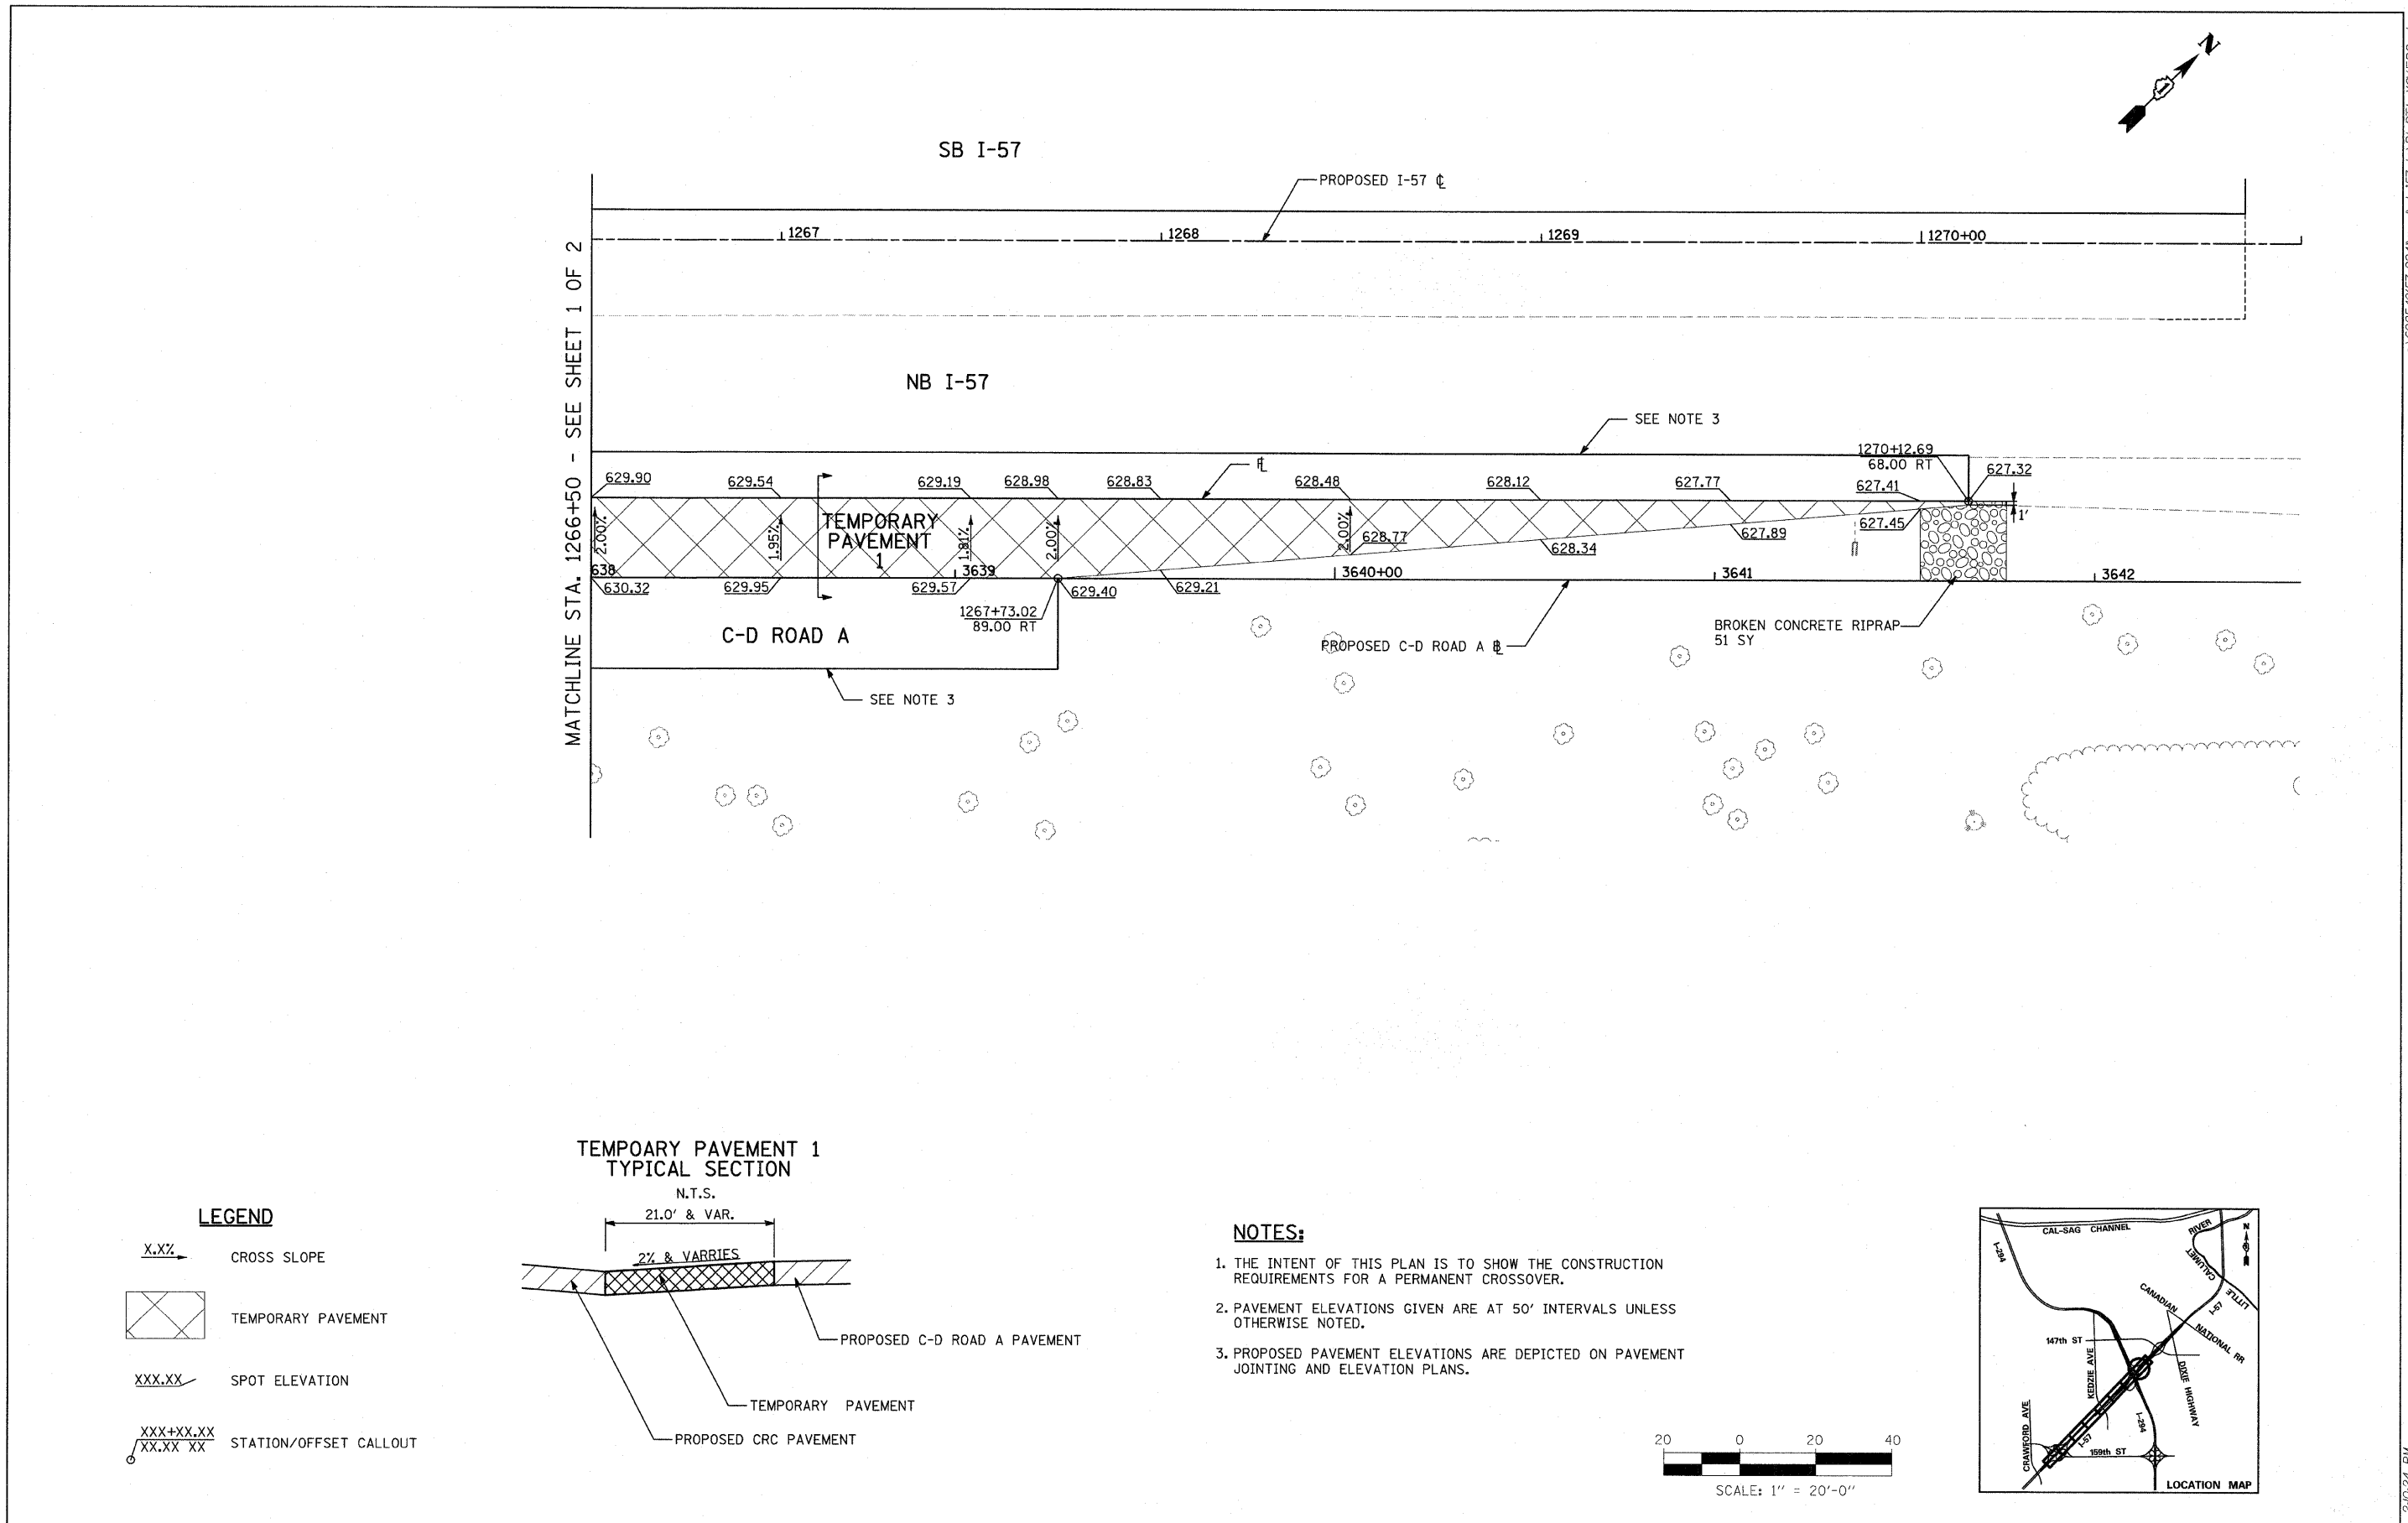 N
1
SB I-57
PROPOSED I-57 ℄
1267
1268
1269
1270+00
MATCHLINE STA. 1266+50 - SEE SHEET 1 OF 2
NB I-57
SEE NOTE 3
1270+12.69
68.00 RT
627.32
629.90
629.54
629.19
628.98
628.83
628.48
628.12
627.77
627.41
1'
2.00%
1.95%
TEMPORARY
PAVEMENT
1
1.81%
2.00%
2.00%
628.77
628.34
627.89
627.45
638
3639
3640+00
3641
3642
630.32
629.95
629.57
629.40
629.21
1267+73.02
89.00 RT
C-D ROAD A
PROPOSED C-D ROAD A
BROKEN CONCRETE RIPRAP
51 SY
SEE NOTE 3
TEMPOARY PAVEMENT 1
TYPICAL SECTION
N.T.S.
21.0' & VAR.
2% & VARRIES
PROPOSED C-D ROAD A PAVEMENT
TEMPORARY PAVEMENT
PROPOSED CRC PAVEMENT
LEGEND
X.X% CROSS SLOPE
TEMPORARY PAVEMENT
XXX.XX SPOT ELEVATION
XXX+XX.XX
XX.XX XX
STATION/OFFSET CALLOUT
NOTES:
1. THE INTENT OF THIS PLAN IS TO SHOW THE CONSTRUCTION
REQUIREMENTS FOR A PERMANENT CROSSOVER.
2. PAVEMENT ELEVATIONS GIVEN ARE AT 50' INTERVALS UNLESS
OTHERWISE NOTED.
3. PROPOSED PAVEMENT ELEVATIONS ARE DEPICTED ON PAVEMENT
JOINTING AND ELEVATION PLANS.
20 0 20 40
SCALE: 1" = 20'-0"
CAL-SAG CHANNEL
RIVER
CALUMET
LITTLE
N
I-294
I-57
CANADIAN
NATIONAL RR
147th ST
KEDZIE AVE
DIXIE HIGHWAY
CRAWFORD AVE
I-57
I-294
159th ST
LOCATION MAP